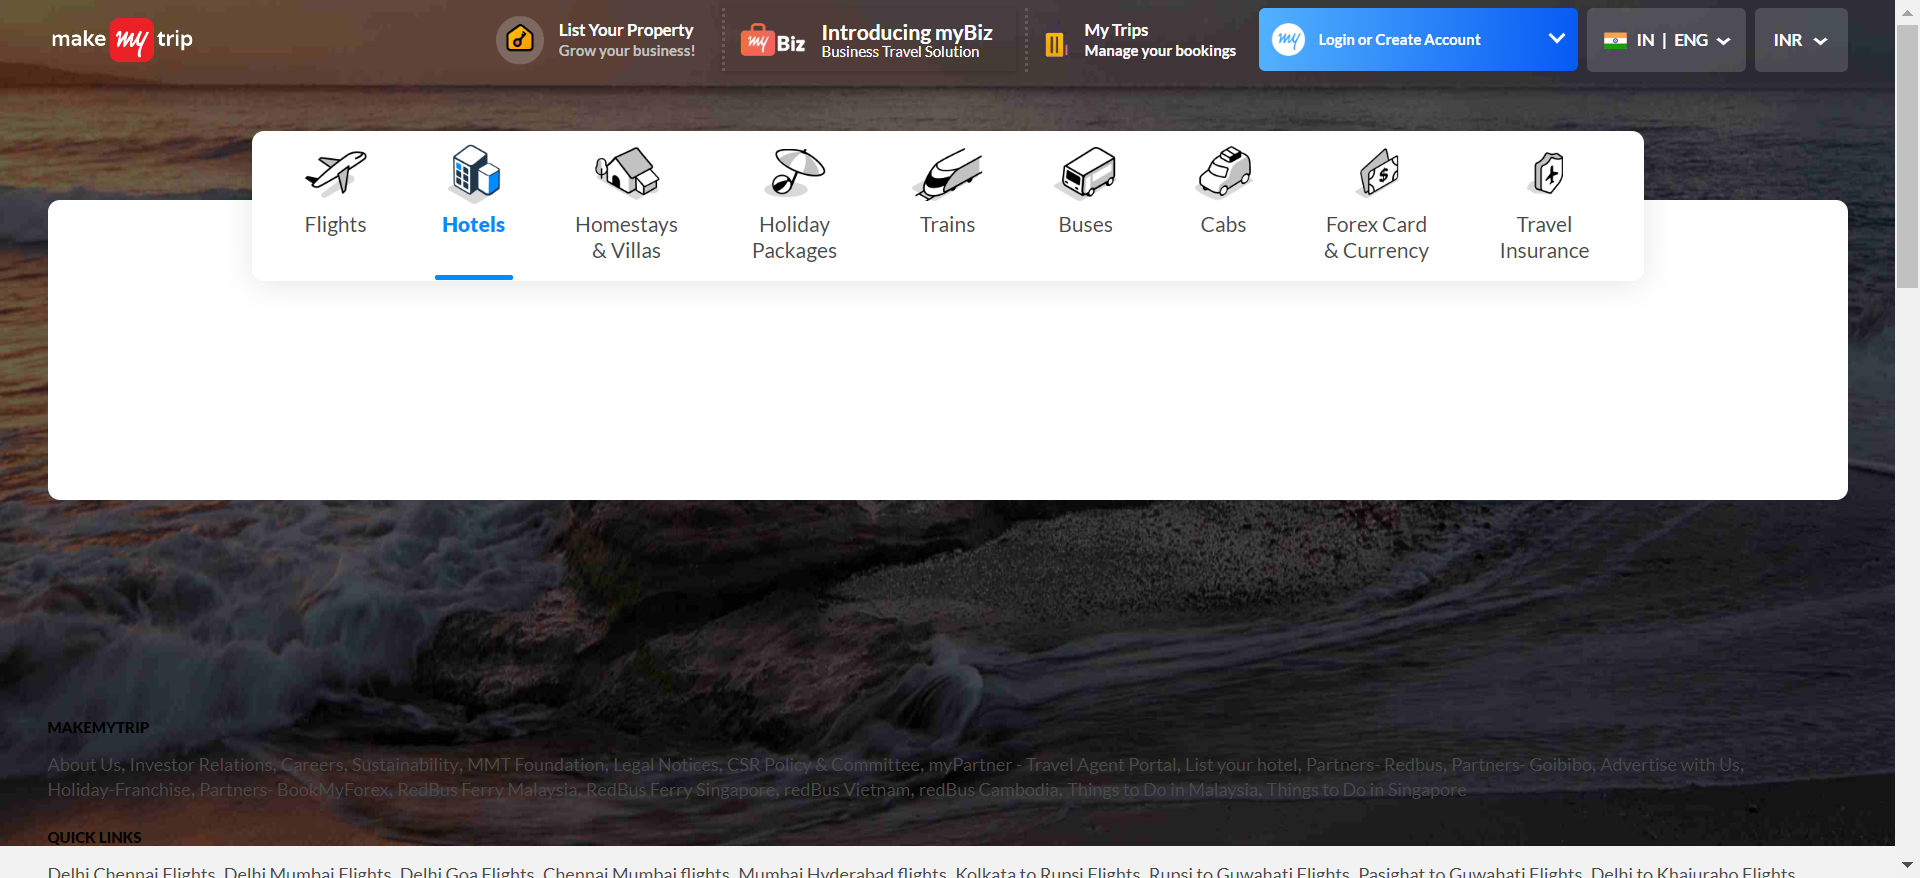 make my trip
List Your Property
Grow your business!
my Biz
Introducing myBiz
Business Travel Solution
My Trips
Manage your bookings
my
Login or Create Account
IN | ENG
INR
Flights
Hotels
Homestays
& Villas
Holiday
Packages
Trains
Buses
Cabs
Forex Card
& Currency
Travel
Insurance
MAKEMYTRIP
About Us, Investor Relations, Careers, Sustainability, MMT Foundation, Legal Notices, CSR Policy & Committee, myPartner - Travel Agent Portal, List your hotel, Partners- Redbus, Partners- Goibibo, Advertise with Us,
Holiday-Franchise, Partners- BookMyForex, RedBus Ferry Malaysia, RedBus Ferry Singapore, redBus Vietnam, redBus Cambodia, Things to Do in Malaysia, Things to Do in Singapore
QUICK LINKS
Delhi Chennai Flights, Delhi Mumbai Flights, Delhi Goa Flights, Chennai Mumbai flights, Mumbai Hyderabad flights, Kolkata to Rupsi Flights, Rupsi to Guwahati Flights, Pasighat to Guwahati Flights, Delhi to Khajuraho Flights,